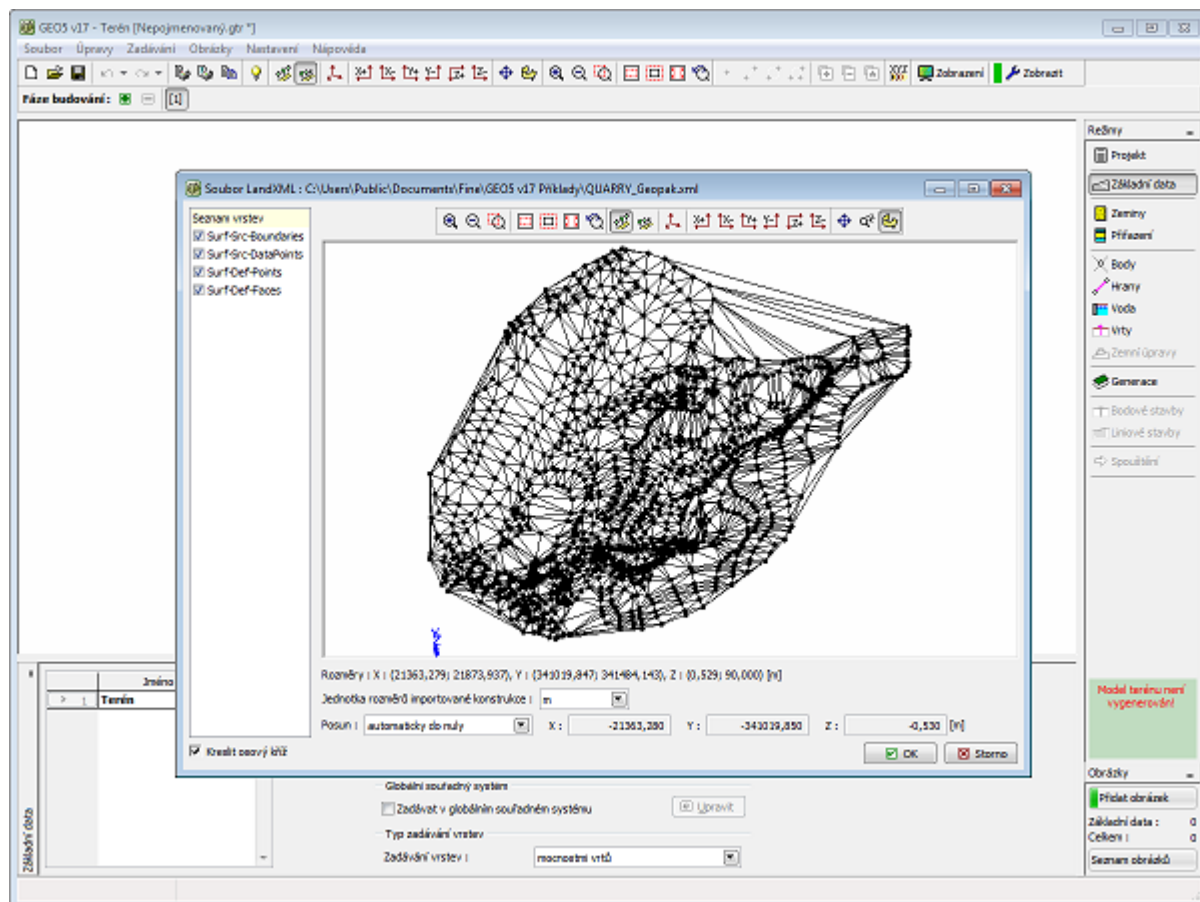 GEO5 v17 - Terén [Nepojmenovaný.gtr *]
Soubor Úpravy Zadávání Obrázky Nastavení Nápověda
Zobrazení Zobrazit
Fáze budování : [1]
Režimy
Projekt
Základní data
Zeminy
Přiřazení
Body
Hrany
Voda
Vrty
Zemní úpravy
Generace
Bodové stavby
Liniové stavby
Spouštění
Soubor LandXML : C:\Users\Public\Documents\Fine\GEO5 v17 Příklady\QUARRY_Geopak.xml
Seznam vrstev
Surf-Src-Boundaries
Surf-Src-DataPoints
Surf-Def-Points
Surf-Def-Faces
Rozměry : X : (21363,279; 21873,937), Y : (341019,847; 341484,143), Z : (0,529; 90,000) [m]
Jednotka rozměrů importované konstrukce : m
Posun : automaticky do nuly X : -21363,280 Y : -341019,850 Z : -0,530 [m]
Kreslit osový kříž
OK Storno
Jméno
> 1 Terén
Základní data
Globální souřadný systém
Zadávat v globálním souřadném systému Upravit
Typ zadávání vrstev
Zadávání vrstev : mocnostmi vrtů
Model terénu není vygenerován!
Obrázky
Přidat obrázek
Základní data : 0
Celkem : 0
Seznam obrázků